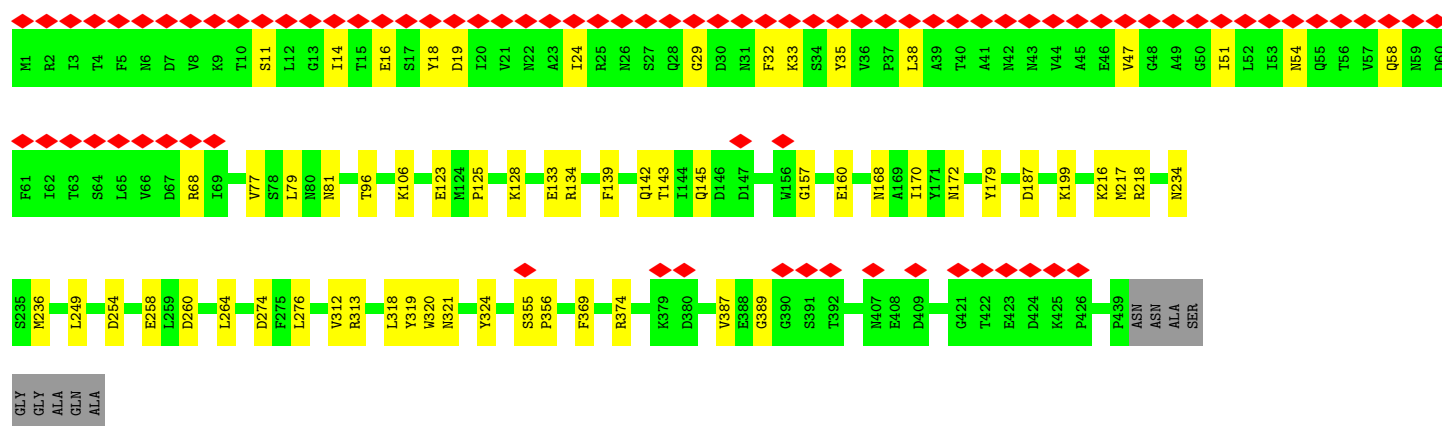 M1 R2 I3 T4 F5 N6 D7 V8 K9 T10 S11 L12 G13 I14 T15 E16 S17 Y18 D19 I20 V21 N22 A23 I24 R25 N26 S27 Q28 G29 D30 N31 F32 K33 S34 Y35 V36 P37 L38 A39 T40 A41 N42 N43 V44 A45 E46 V47 G48 A49 G50 I51 L52 I53 N54 Q55 T56 V57 Q58 N59 D60
F61 I62 T63 S64 L65 V66 D67 R68 I69 V77 S78 L79 N80 N81 T96 K106 E123 M124 P125 K128 E133 R134 F139 Q142 T143 I144 Q145 D146 D147 W156 G157 E160 N168 A169 I170 Y171 N172 Y179 D187 K199 K216 M217 R218 N234
S235 M236 L249 D254 E258 L259 D260 L264 D274 F275 L276 V312 R313 L318 Y319 W320 N321 Y324 S355 P356 F369 R374 K379 D380 V387 E388 G389 G390 S391 T392 N407 E408 D409 G421 T422 E423 D424 K425 P426 P439 ASN ASN ALA SER
GLY GLY ALA GLN ALA